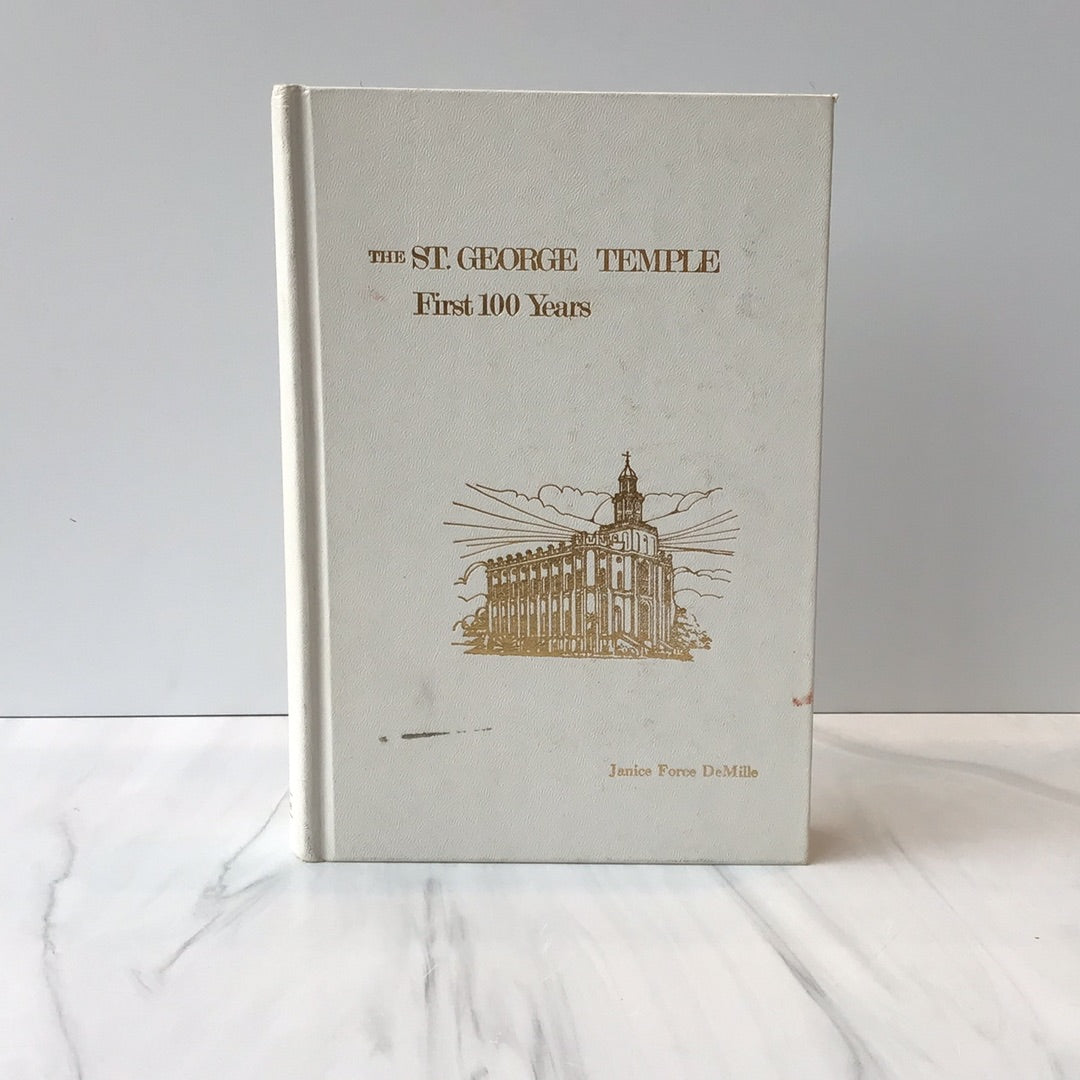 THE ST. GEORGE TEMPLE
First 100 Years
Janice Force DeMille